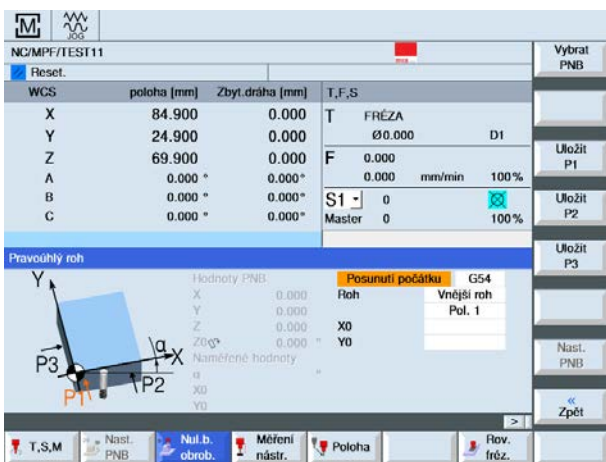 M JOG
NC/MPF/TEST11
Reset.
WCS poloha [mm] Zbyt.dráha [mm] T,F,S
X 84.900 0.000 T FRÉZA
Y 24.900 0.000 Ø0.000 D1
Z 69.900 0.000 F 0.000
A 0.000 ° 0.000° 0.000 mm/min 100%
B 0.000 ° 0.000° S1 0
C 0.000 ° 0.000° Master 0 100%
Pravoúhlý roh
Y X α P1 P2 P3
Hodnoty PNB Posunutí počátku G54
X 0.000 Roh Vnější roh
Y 0.000 Pol. 1
Z 0.000 X0
Z0 0.000 ° Y0
Naměřené hodnoty
α °
X0
Y0
>
Vybrat
PNB
Uložit
P1
Uložit
P2
Uložit
P3
Nast.
PNB
«
Zpět
T,S,M
Nast.
PNB
Nul.b.
obrob.
Měření
nástr.
Poloha
Rov.
fréz.